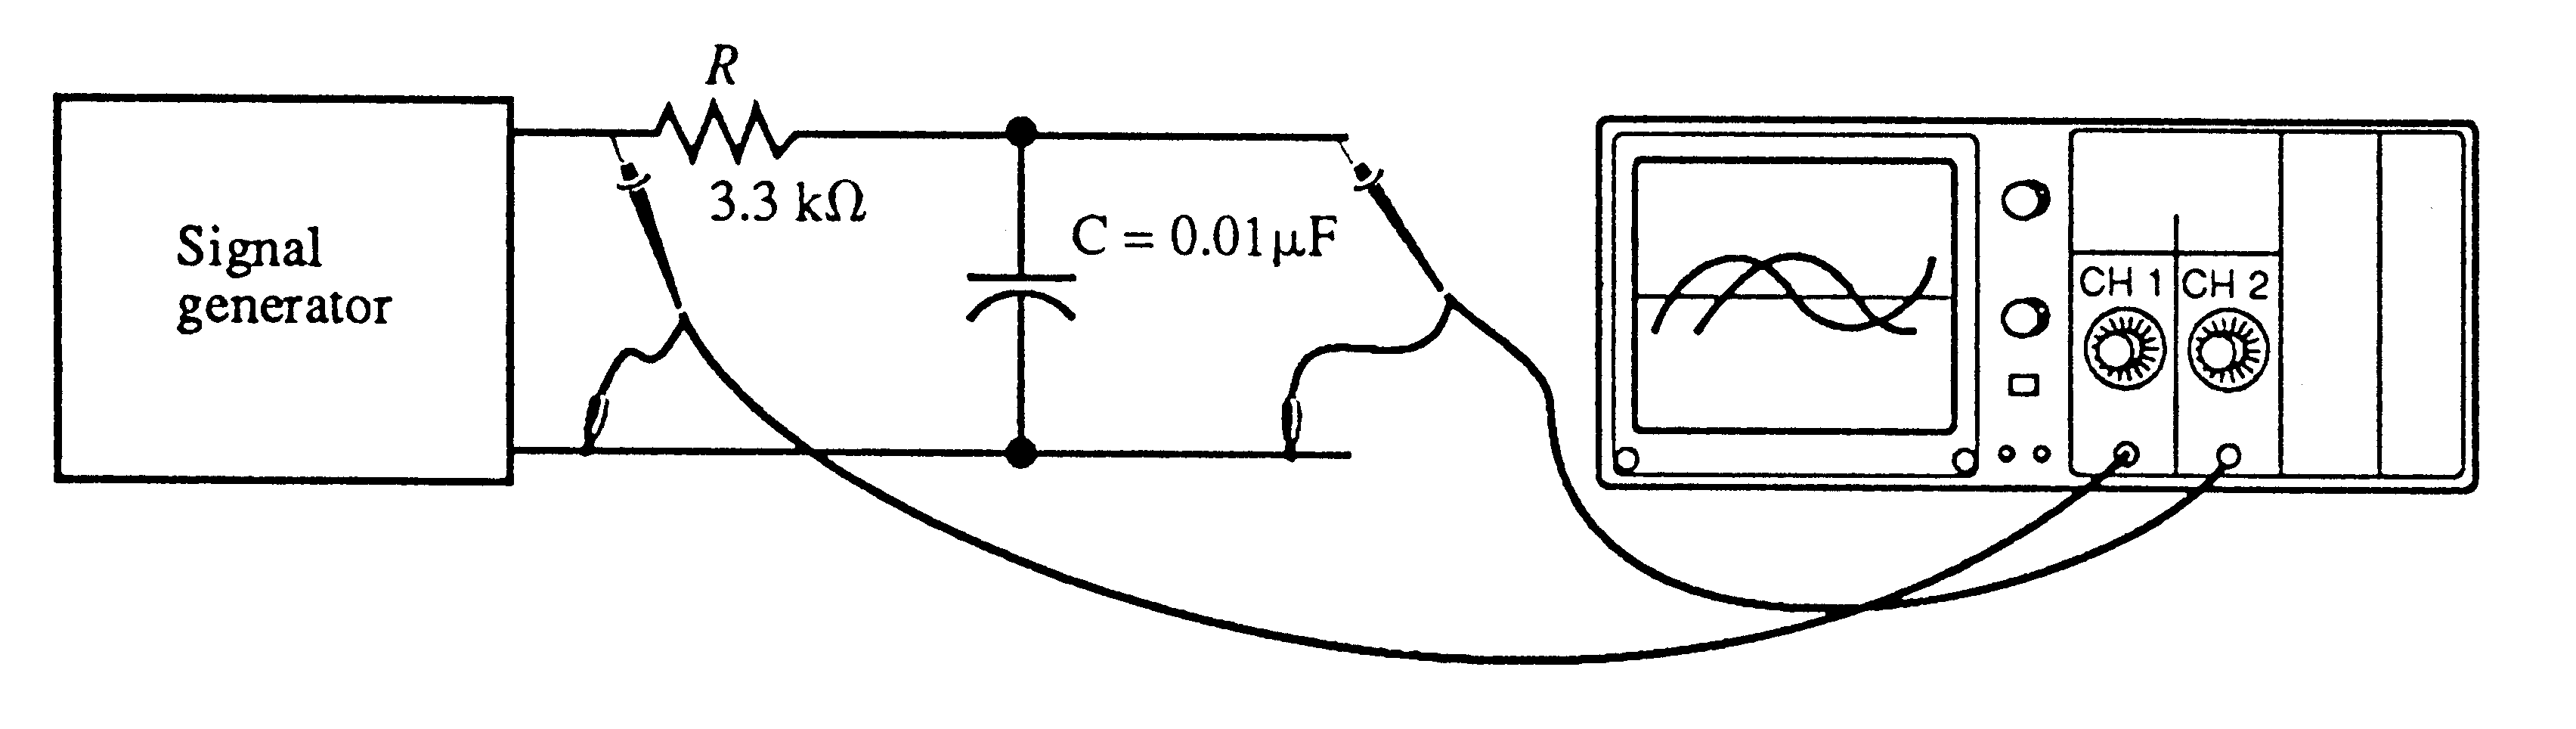 R
3.3 kΩ
Signal
generator
C = 0.01μF
CH 1
CH 2